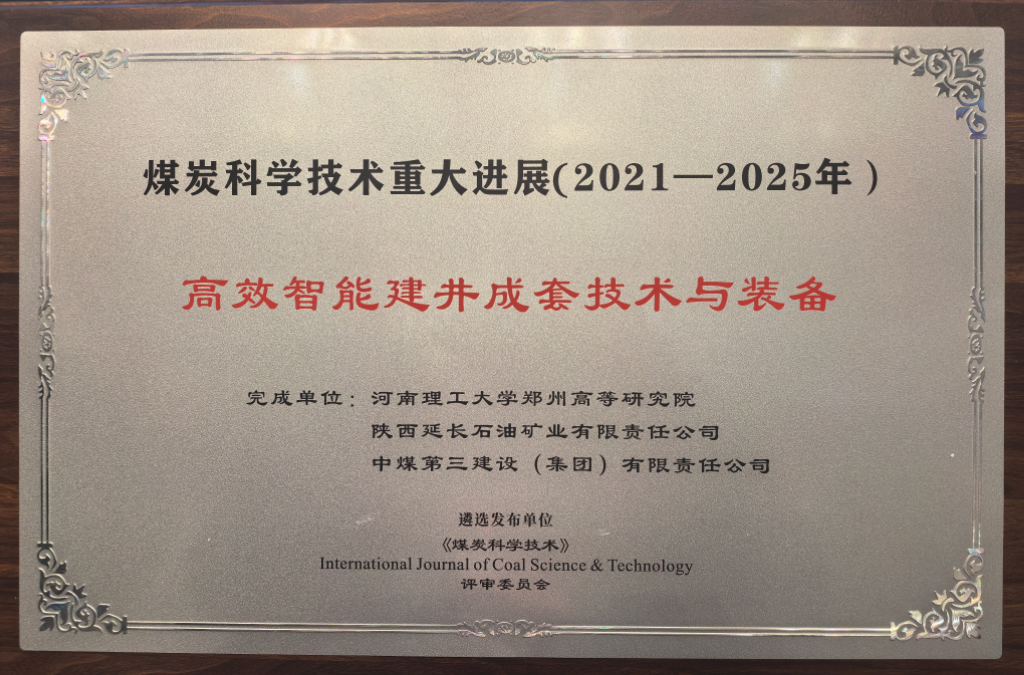 煤炭科学技术重大进展(2021—2025年）
高效智能建井成套技术与装备
完成单位：河南理工大学郑州高等研究院
陕西延长石油矿业有限责任公司
中煤第三建设（集团）有限责任公司
遴选发布单位
《煤炭科学技术》
International Journal of Coal Science & Technology
评审委员会